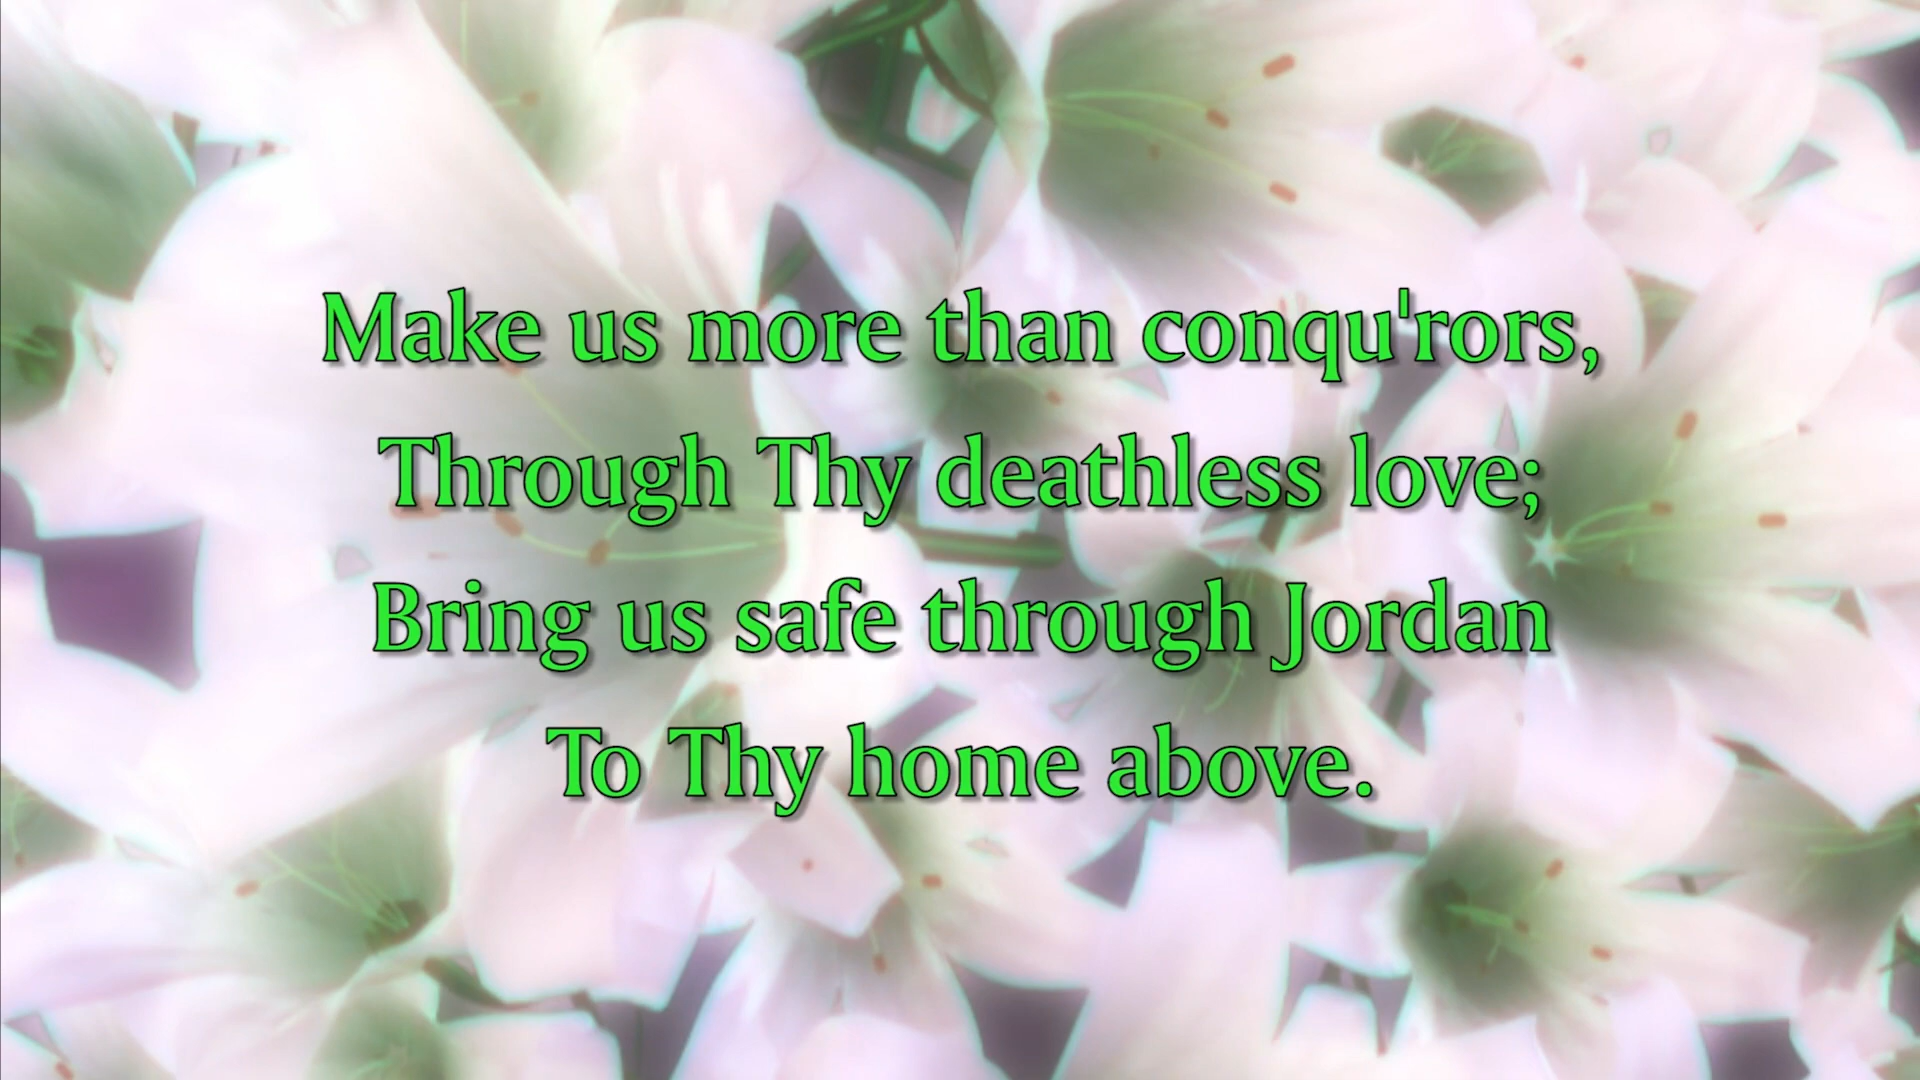 Make us more than conqu'rors,
Through Thy deathless love;
Bring us safe through Jordan
To Thy home above.